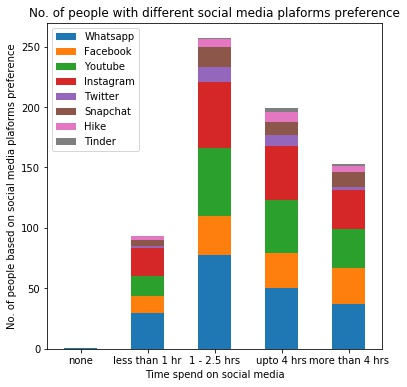 No. of people with different social media plaforms preference
Whatsapp
Facebook
Youtube
Instagram
Twitter
Snapchat
Hike
Tinder
No. of people based on social media plaforms preference
250
200
150
100
50
0
none less than 1 hr 1 - 2.5 hrs upto 4 hrs more than 4 hrs
Time spend on social media